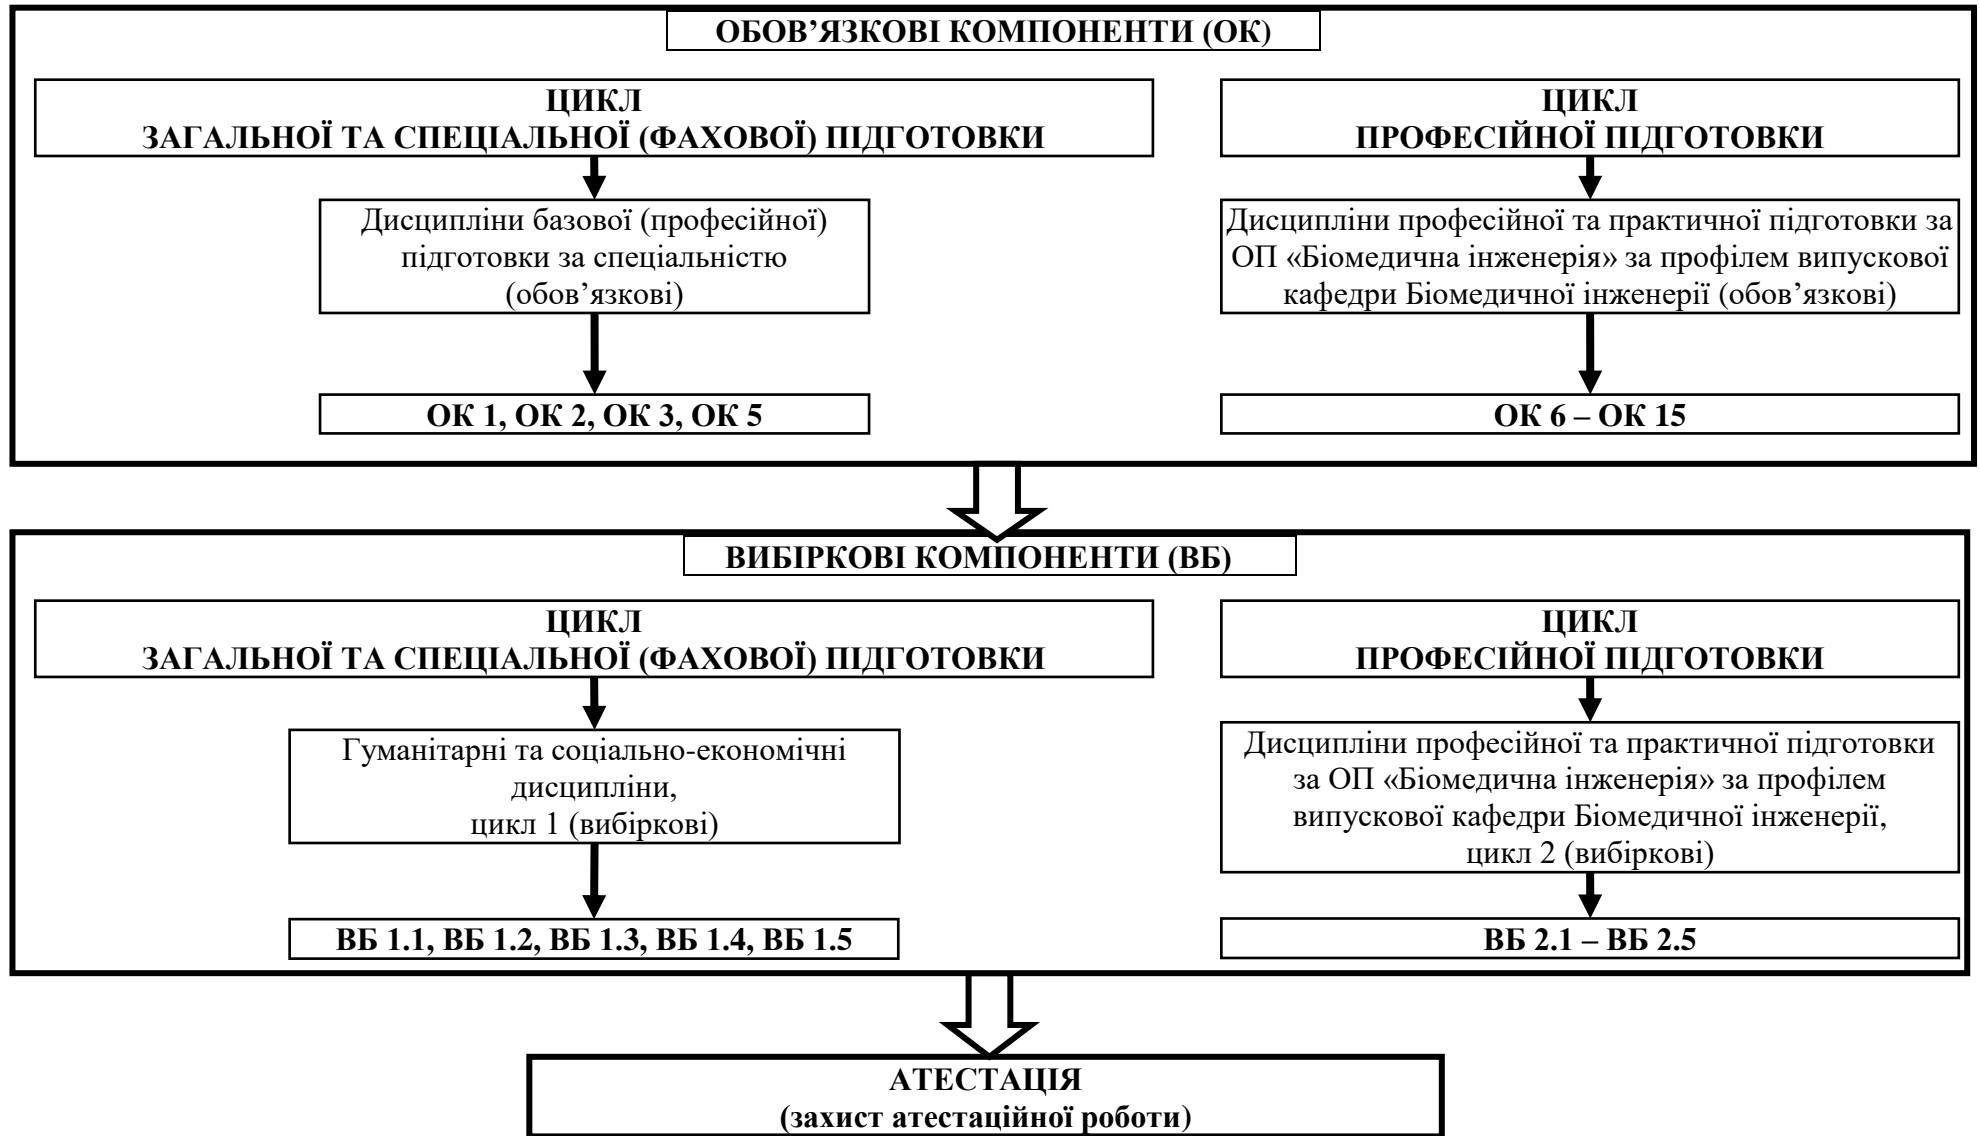 ОБОВ’ЯЗКОВІ КОМПОНЕНТИ (ОК)
ЦИКЛ
ЗАГАЛЬНОЇ ТА СПЕЦІАЛЬНОЇ (ФАХОВОЇ) ПІДГОТОВКИ
Дисципліни базової (професійної)
підготовки за спеціальністю
(обов’язкові)
ОК 1, ОК 2, ОК 3, ОК 5
ЦИКЛ
ПРОФЕСІЙНОЇ ПІДГОТОВКИ
Дисципліни професійної та практичної підготовки за
ОП «Біомедична інженерія» за профілем випускової
кафедри Біомедичної інженерії (обов’язкові)
ОК 6 – ОК 15
ВИБІРКОВІ КОМПОНЕНТИ (ВБ)
ЦИКЛ
ЗАГАЛЬНОЇ ТА СПЕЦІАЛЬНОЇ (ФАХОВОЇ) ПІДГОТОВКИ
Гуманітарні та соціально-економічні
дисципліни,
цикл 1 (вибіркові)
ВБ 1.1, ВБ 1.2, ВБ 1.3, ВБ 1.4, ВБ 1.5
ЦИКЛ
ПРОФЕСІЙНОЇ ПІДГОТОВКИ
Дисципліни професійної та практичної підготовки
за ОП «Біомедична інженерія» за профілем
випускової кафедри Біомедичної інженерії,
цикл 2 (вибіркові)
ВБ 2.1 – ВБ 2.5
АТЕСТАЦІЯ
(захист атестаційної роботи)